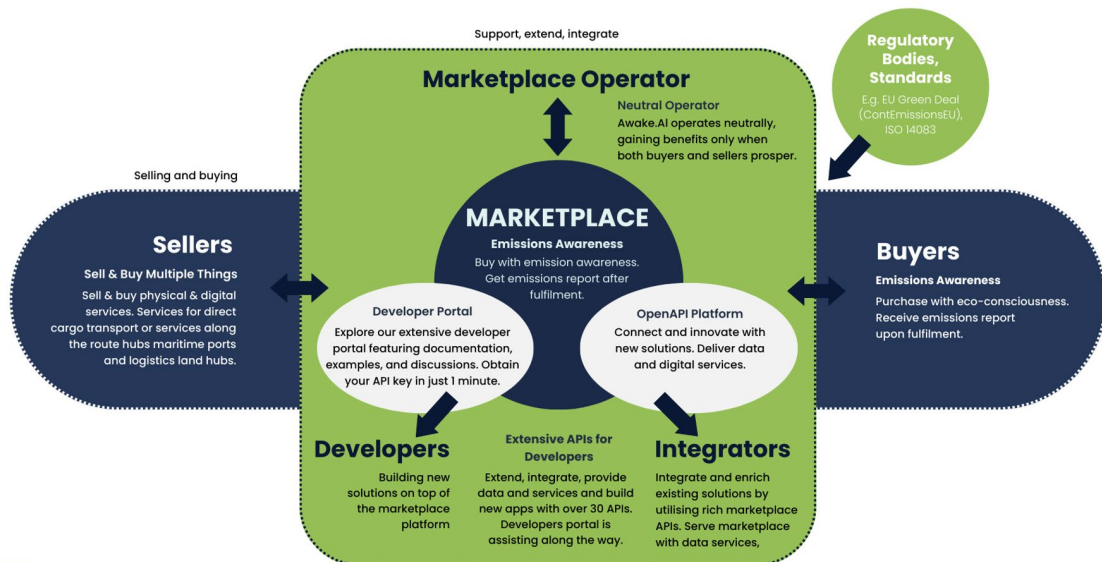 Support, extend, integrate
Marketplace Operator
Neutral Operator
Awake.AI operates neutrally,
gaining benefits only when
both buyers and sellers prosper.
Regulatory
Bodies,
Standards
E.g. EU Green Deal
(ContEmissionsEU),
ISO 14083
Selling and buying
Sellers
Sell & Buy Multiple Things
Sell & buy physical & digital
services. Services for direct
cargo transport or services along
the route hubs maritime ports
and logistics land hubs.
MARKETPLACE
Emissions Awareness
Buy with emission awareness.
Get emissions report after
fulfilment.
Buyers
Emissions Awareness
Purchase with eco-consciousness.
Receive emissions report
upon fulfilment.
Developer Portal
Explore our extensive developer
portal featuring documentation,
examples, and discussions. Obtain
your API key in just 1 minute.
OpenAPI Platform
Connect and innovate with
new solutions. Deliver data
and digital services.
Developers
Building new
solutions on top of
the marketplace
platform
Extensive APIs for
Developers
Extend, integrate, provide
data and services and build
new apps with over 30 APIs.
Developers portal is
assisting along the way.
Integrators
Integrate and enrich
existing solutions by
utilising rich marketplace
APIs. Serve marketplace
with data services,